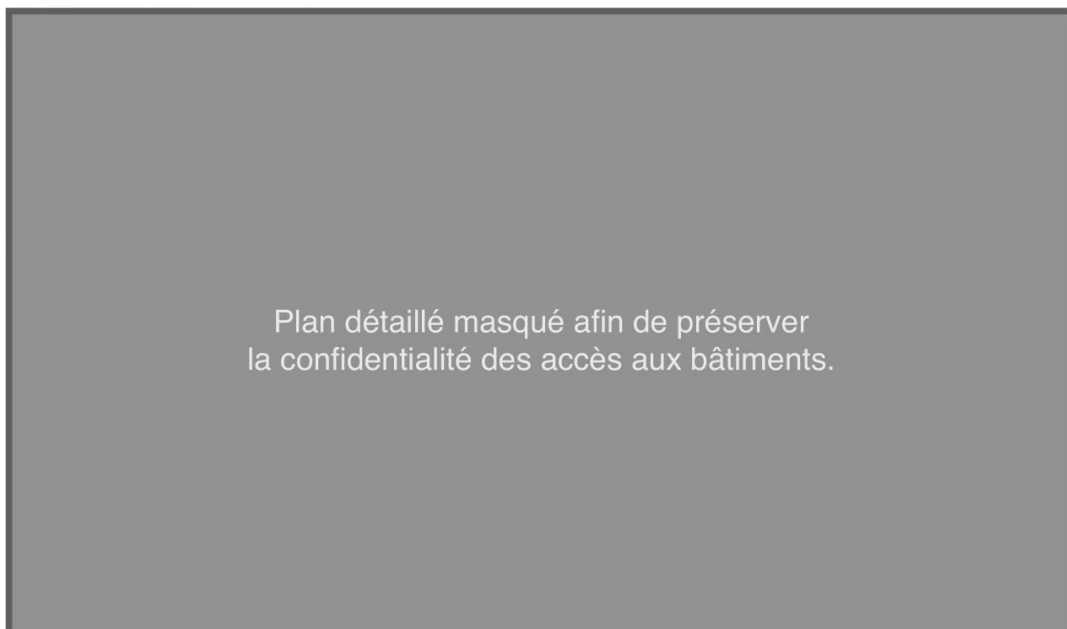 Plan détaillé masqué afin de préserver
la confidentialité des accès aux bâtiments.